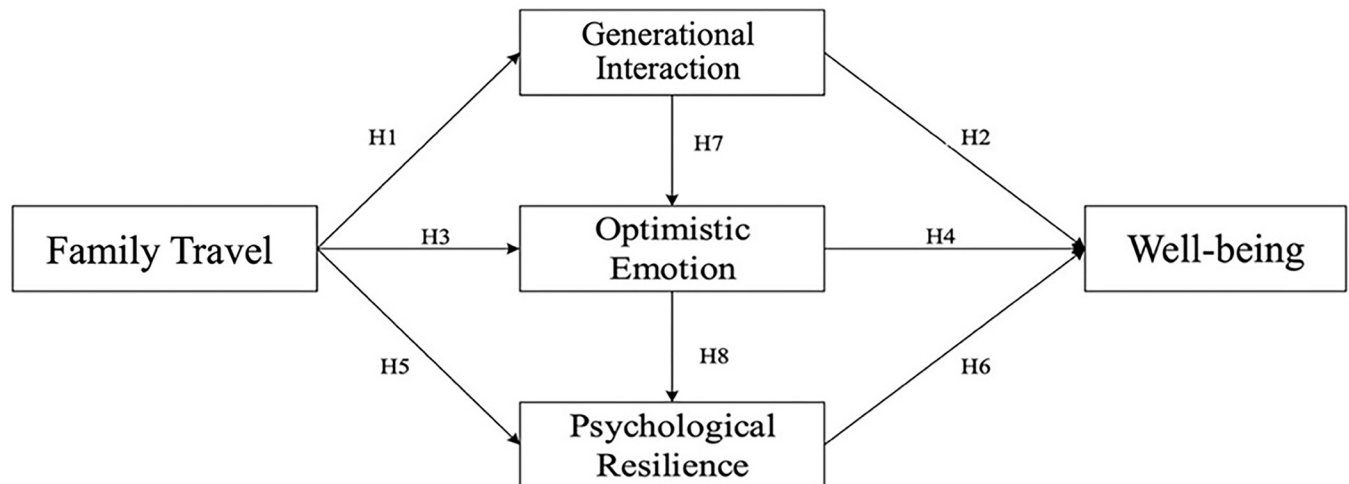 Generational
Interaction
H1
H7
H2
Family Travel
H3
Optimistic
Emotion
H4
Well-being
H5
H8
H6
Psychological
Resilience